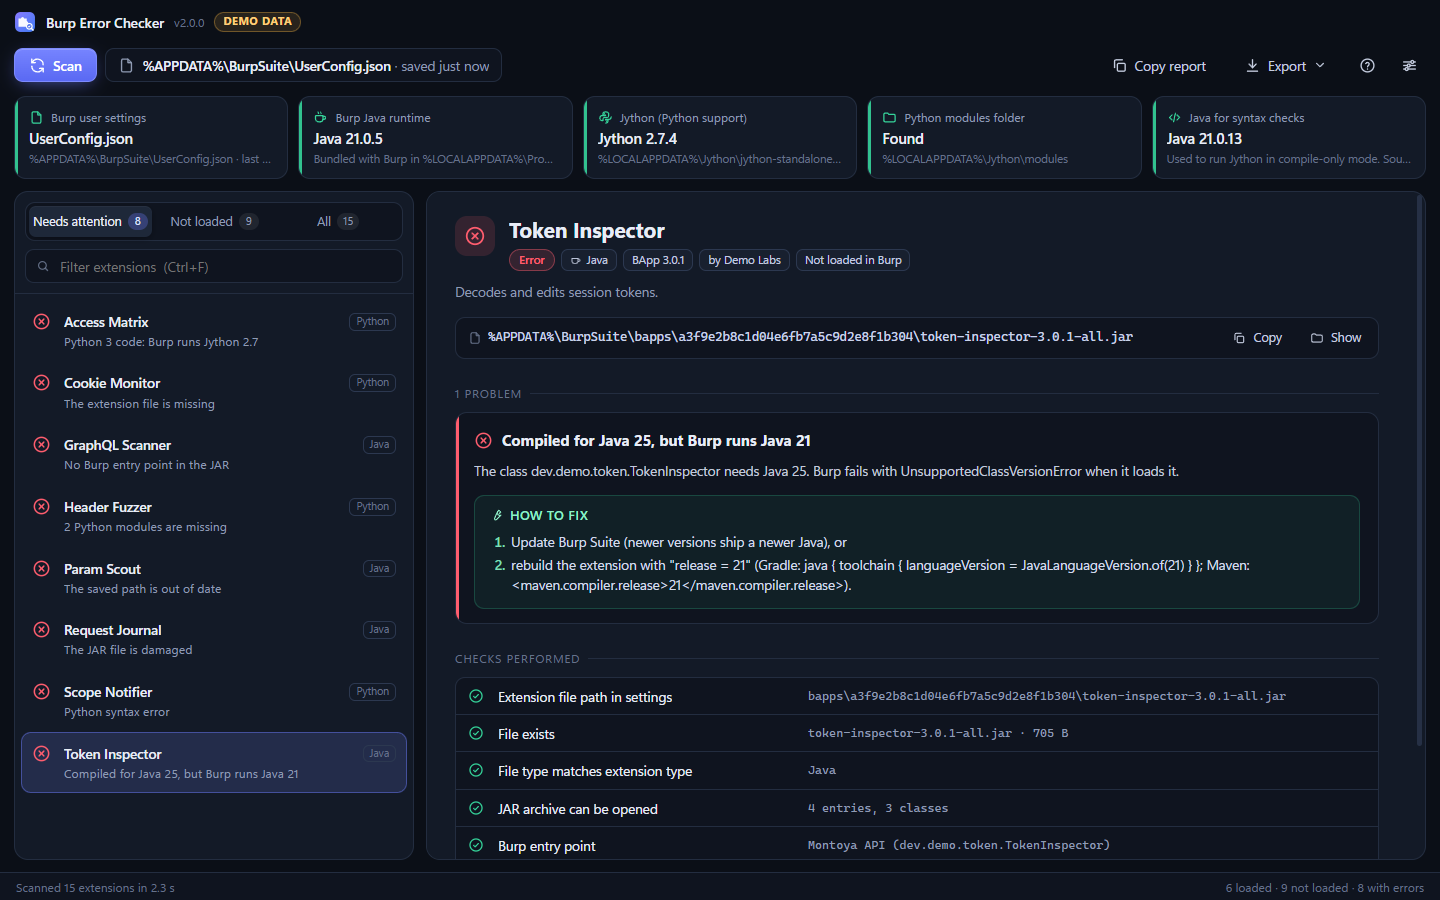 Burp Error Checker v2.0.0 DEMO DATA
Scan
%APPDATA%\BurpSuite\UserConfig.json · saved just now
Copy report
Export
Burp user settings
UserConfig.json
%APPDATA%\BurpSuite\UserConfig.json · last ...
Burp Java runtime
Java 21.0.5
Bundled with Burp in %LOCALAPPDATA%\Pro...
Jython (Python support)
Jython 2.7.4
%LOCALAPPDATA%\Jython\jython-standalone...
Python modules folder
Found
%LOCALAPPDATA%\Jython\modules
Java for syntax checks
Java 21.0.13
Used to run Jython in compile-only mode. Sou...
Needs attention 8
Not loaded 9
All 15
Filter extensions (Ctrl+F)
Access Matrix Python
Python 3 code: Burp runs Jython 2.7
Cookie Monitor Python
The extension file is missing
GraphQL Scanner Java
No Burp entry point in the JAR
Header Fuzzer Python
2 Python modules are missing
Param Scout Java
The saved path is out of date
Request Journal Java
The JAR file is damaged
Scope Notifier Python
Python syntax error
Token Inspector Java
Compiled for Java 25, but Burp runs Java 21
Token Inspector
Error Java BApp 3.0.1 by Demo Labs Not loaded in Burp
Decodes and edits session tokens.
%APPDATA%\BurpSuite\bapps\a3f9e2b8c1d04e6fb7a5c9d2e8f1b304\token-inspector-3.0.1-all.jar
Copy
Show
1 PROBLEM
Compiled for Java 25, but Burp runs Java 21
The class dev.demo.token.TokenInspector needs Java 25. Burp fails with UnsupportedClassVersionError when it loads it.
HOW TO FIX
1. Update Burp Suite (newer versions ship a newer Java), or
2. rebuild the extension with "release = 21" (Gradle: java { toolchain { languageVersion = JavaLanguageVersion.of(21) } }; Maven:
<maven.compiler.release>21</maven.compiler.release>).
CHECKS PERFORMED
Extension file path in settings bapps\a3f9e2b8c1d04e6fb7a5c9d2e8f1b304\token-inspector-3.0.1-all.jar
File exists token-inspector-3.0.1-all.jar · 705 B
File type matches extension type Java
JAR archive can be opened 4 entries, 3 classes
Burp entry point Montoya API (dev.demo.token.TokenInspector)
Scanned 15 extensions in 2.3 s
6 loaded · 9 not loaded · 8 with errors